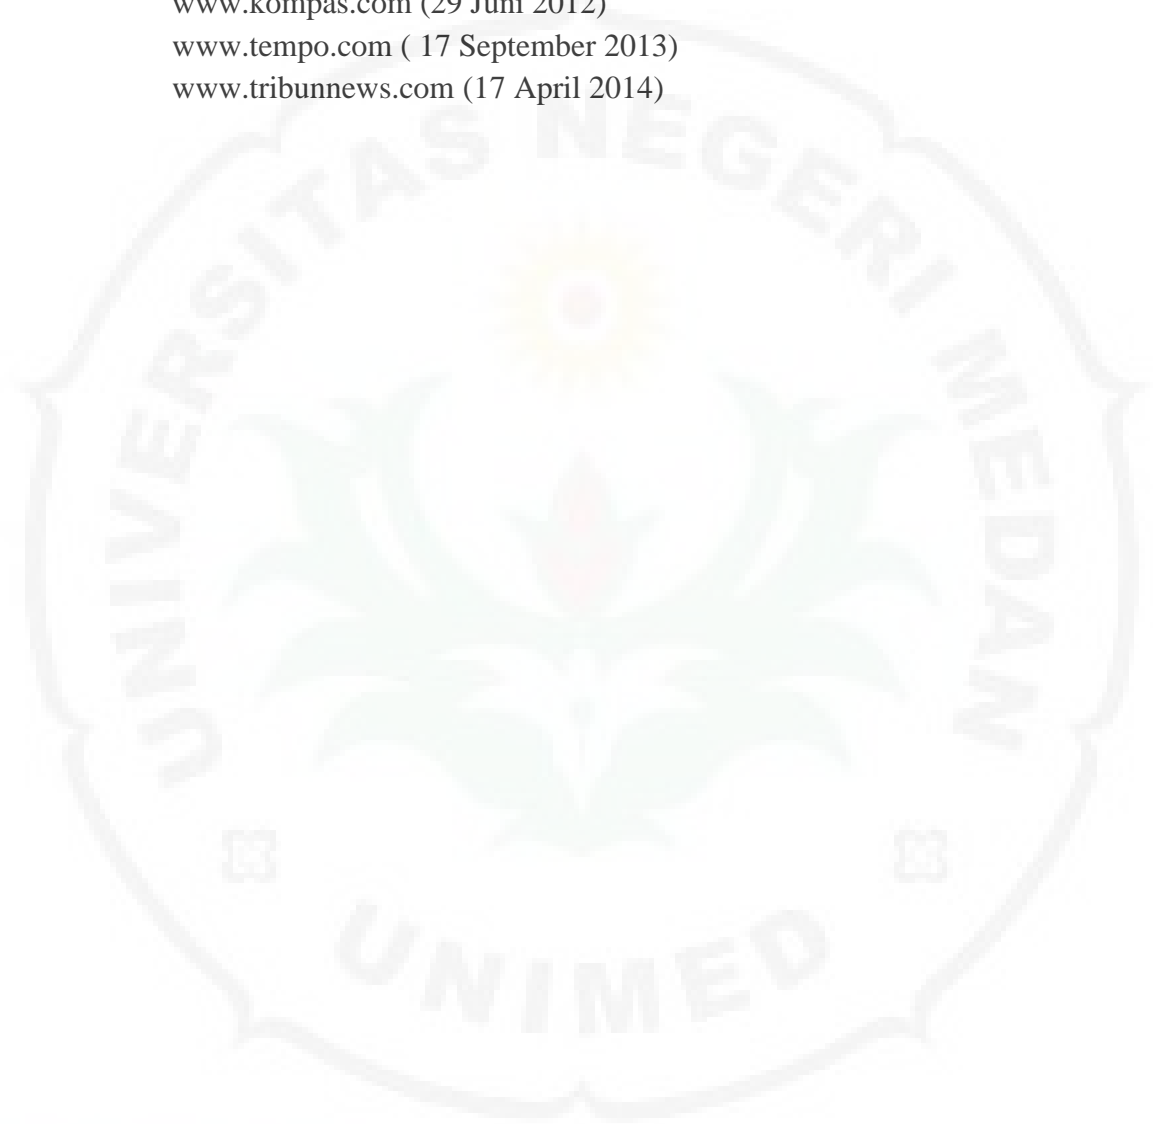 www.kompas.com (29 Juni 2012)
www.tempo.com ( 17 September 2013)
www.tribunnews.com (17 April 2014)
UNIVERSITAS NEGERI MEDAN
UNIMED